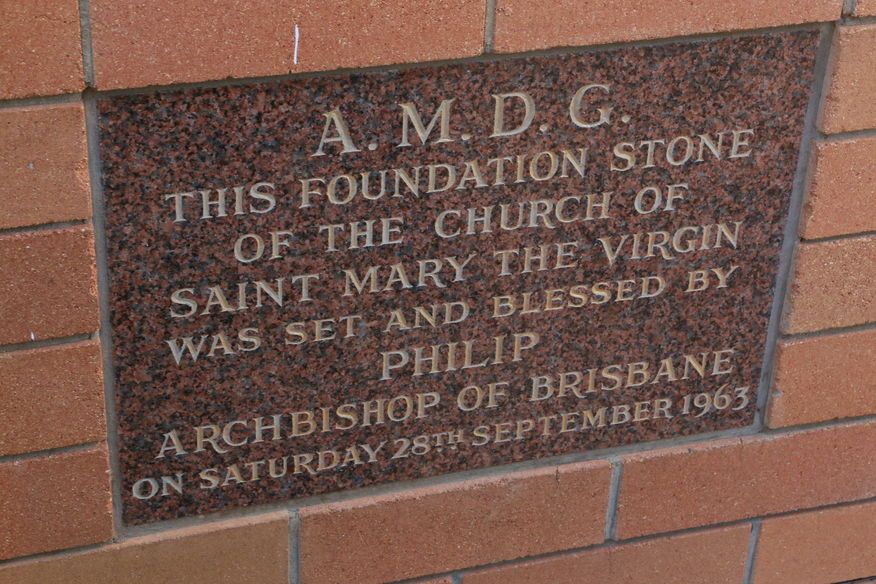 A. M. D. G.
THIS FOUNDATION STONE
OF THE CHURCH OF
SAINT MARY THE VIRGIN
WAS SET AND BLESSED BY
PHILIP
ARCHBISHOP OF BRISBANE
ON SATURDAY 28TH SEPTEMBER 1963